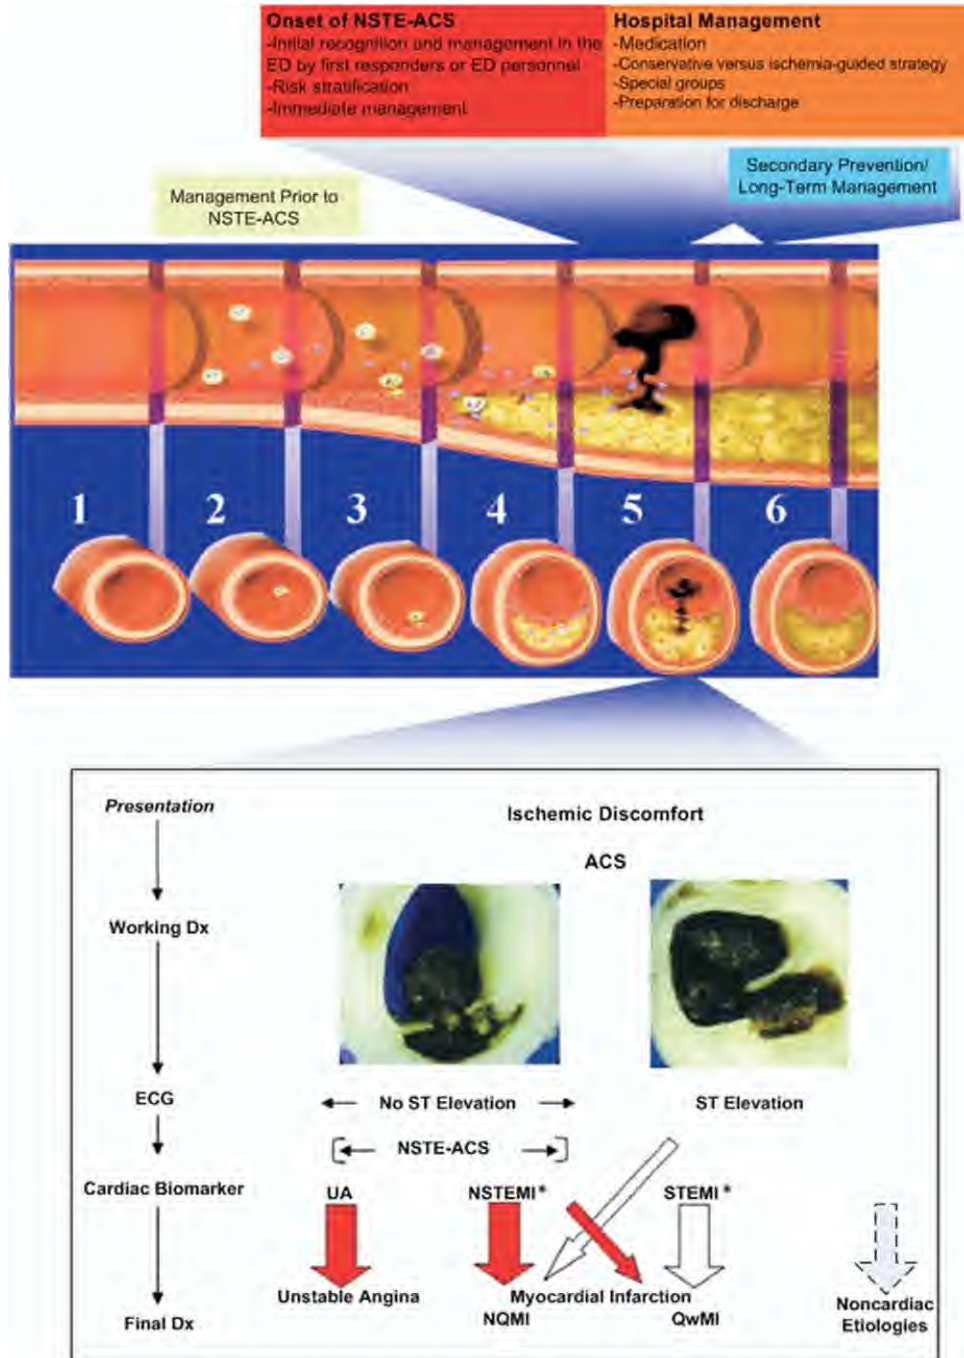 Onset of NSTE-ACS
-Initial recognition and management in the
ED by first responders or ED personnel
-Risk stratification
-Immediate management
Hospital Management
-Medication
-Conservative versus ischemia-guided strategy
-Special groups
-Preparation for discharge
Secondary Prevention/
Long-Term Management
Management Prior to
NSTE-ACS
1 2 3 4 5 6
Presentation
Ischemic Discomfort
ACS
Working Dx
ECG
No ST Elevation
ST Elevation
NSTE-ACS
Cardiac Biomarker
UA
NSTEMI*
STEMI*
Unstable Angina
Myocardial Infarction
Noncardiac
Etiologies
Final Dx
NQMI
QwMI